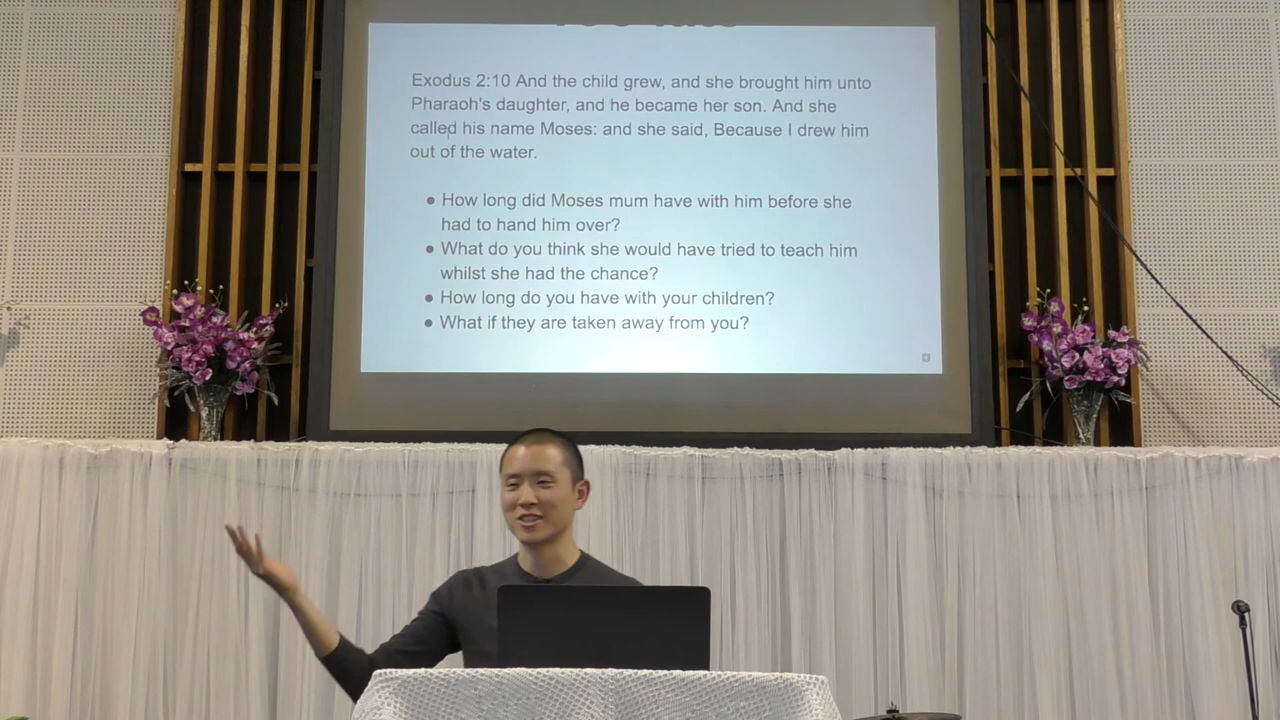 Exodus 2:10 And the child grew, and she brought him unto
Pharaoh's daughter, and he became her son. And she
called his name Moses: and she said, Because I drew him
out of the water.
● How long did Moses mum have with him before she
had to hand him over?
● What do you think she would have tried to teach him
whilst she had the chance?
● How long do you have with your children?
● What if they are taken away from you?